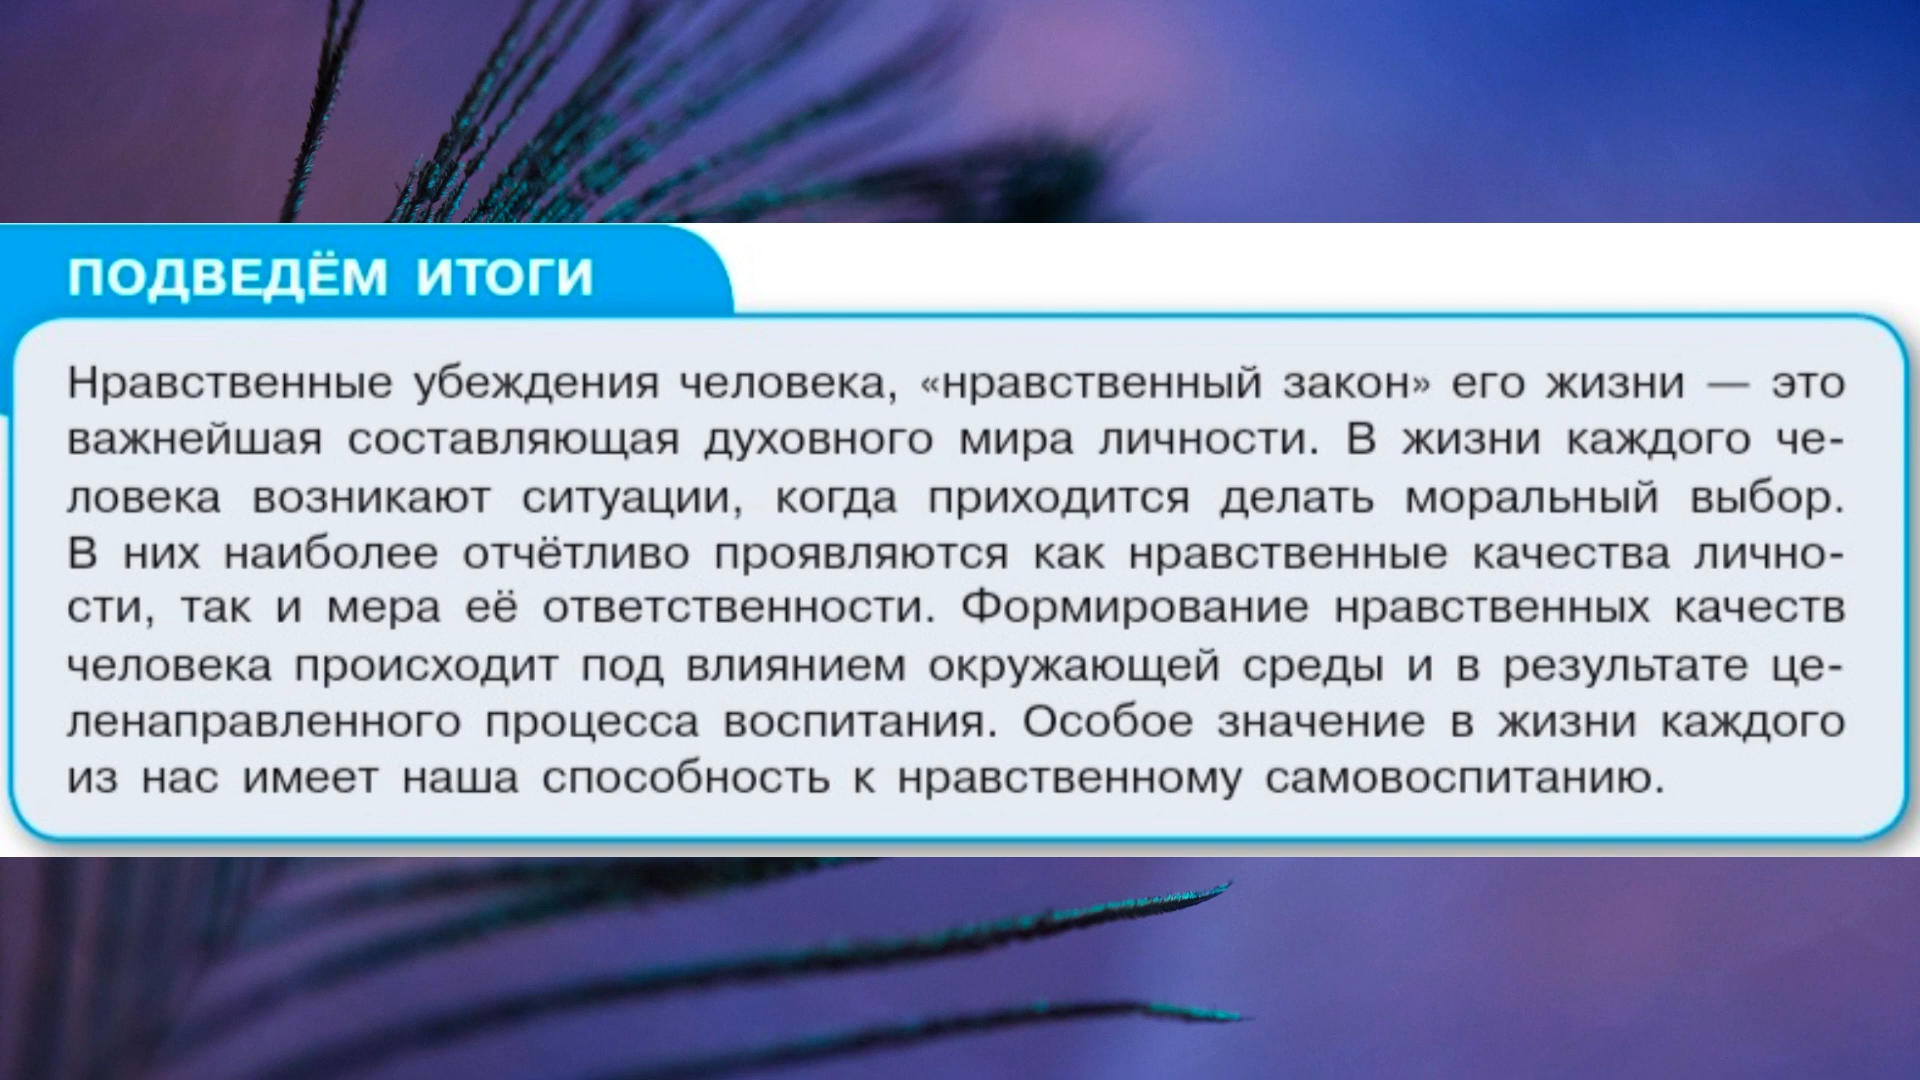 ПОДВЕДЁМ ИТОГИ
Нравственные убеждения человека, «нравственный закон» его жизни — это
важнейшая составляющая духовного мира личности. В жизни каждого че-
ловека возникают ситуации, когда приходится делать моральный выбор.
В них наиболее отчётливо проявляются как нравственные качества лично-
сти, так и мера её ответственности. Формирование нравственных качеств
человека происходит под влиянием окружающей среды и в результате це-
ленаправленного процесса воспитания. Особое значение в жизни каждого
из нас имеет наша способность к нравственному самовоспитанию.